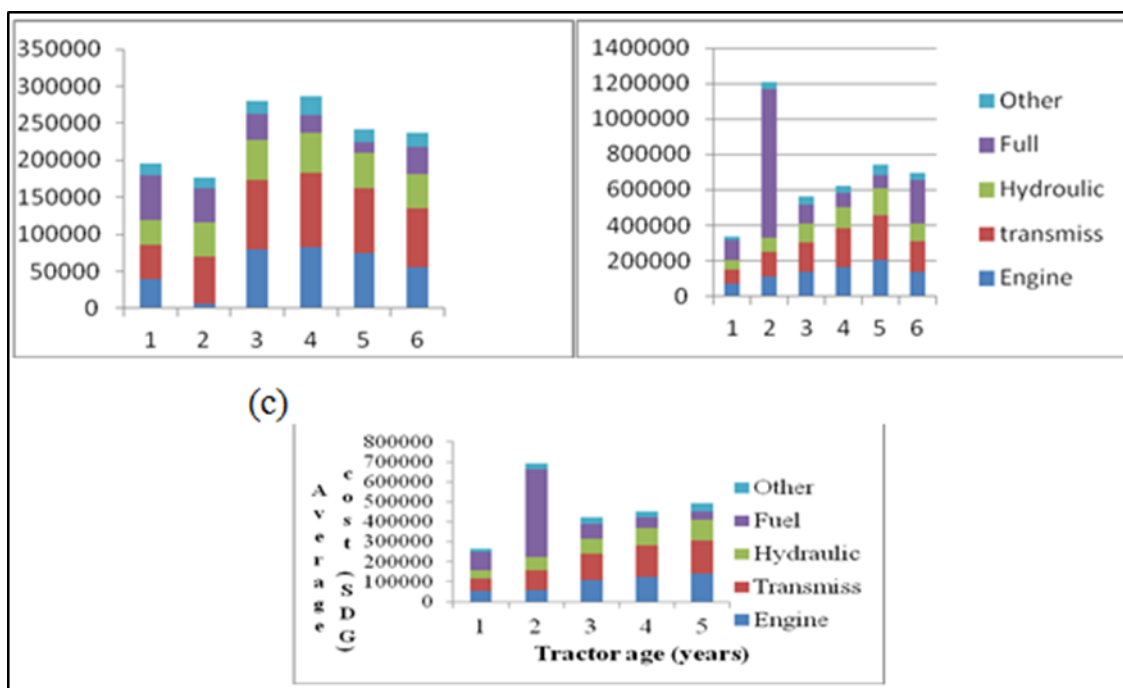 350000
300000
250000
200000
150000
100000
50000
0
1 2 3 4 5 6
1400000
1200000
1000000
800000
600000
400000
200000
0
1 2 3 4 5 6
Other
Full
Hydroulic
transmiss
Engine
(c)
Average
cost (SDG)
800000
700000
600000
500000
400000
300000
200000
100000
0
1 2 3 4 5
Tractor age (years)
Other
Fuel
Hydraulic
Transmiss
Engine